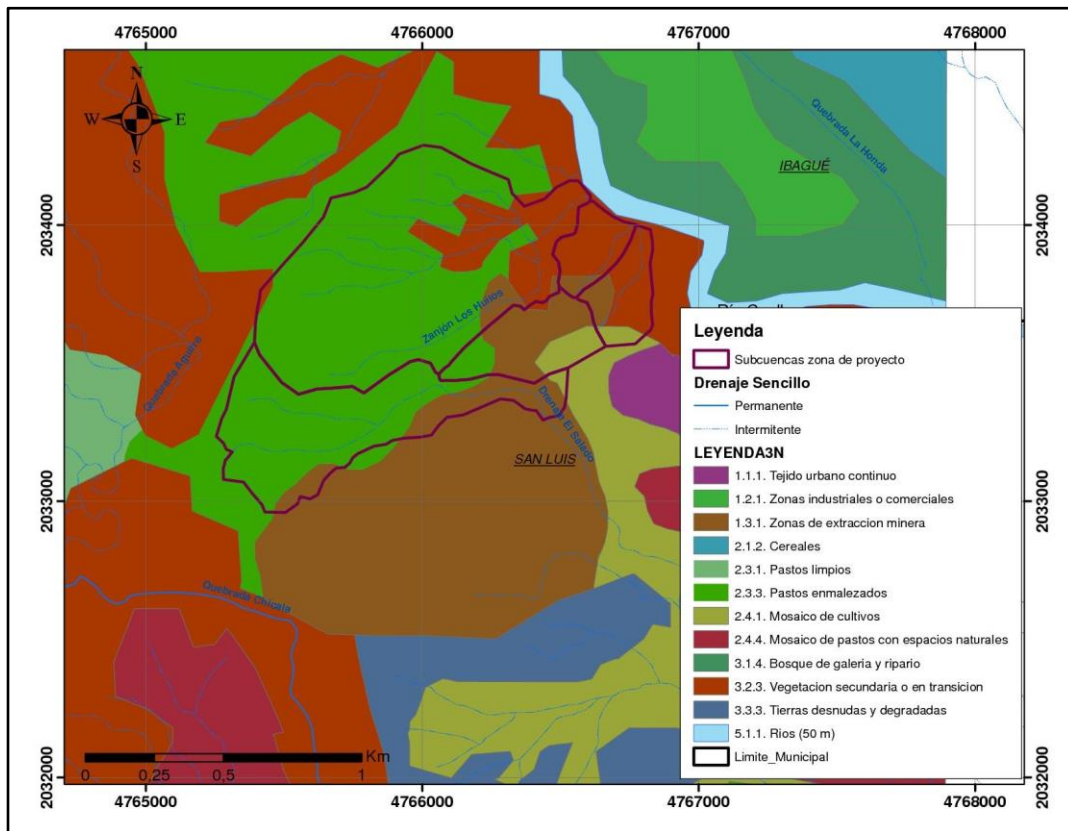 4765000 4766000 4767000 4768000
N
W E
S
Quebrada La Honda
IBAGUÉ
2034000 2034000
Zanjón Los Huilos
Quebrada Aguirre
Drenaje El Salado
SAN LUIS
2033000 2033000
Quebrada Chicala
Leyenda
Subcuencas zona de proyecto
Drenaje Sencillo
Permanente
Intermitente
LEYENDA3N
1.1.1. Tejido urbano continuo
1.2.1. Zonas industriales o comerciales
1.3.1. Zonas de extraccion minera
2.1.2. Cereales
2.3.1. Pastos limpios
2.3.3. Pastos enmalezados
2.4.1. Mosaico de cultivos
2.4.4. Mosaico de pastos con espacios naturales
3.1.4. Bosque de galeria y ripario
3.2.3. Vegetacion secundaria o en transicion
3.3.3. Tierras desnudas y degradadas
5.1.1. Rios (50 m)
Limite_Municipal
Km
0 0,25 0,5 1
2032000 2032000
4765000 4766000 4767000 4768000